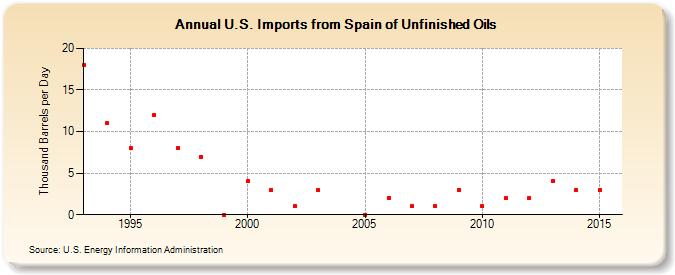 Annual U.S. Imports from Spain of Unfinished Oils
Thousand Barrels per Day
20
15
10
5
0
1995 2000 2005 2010 2015
Source: U.S. Energy Information Administration